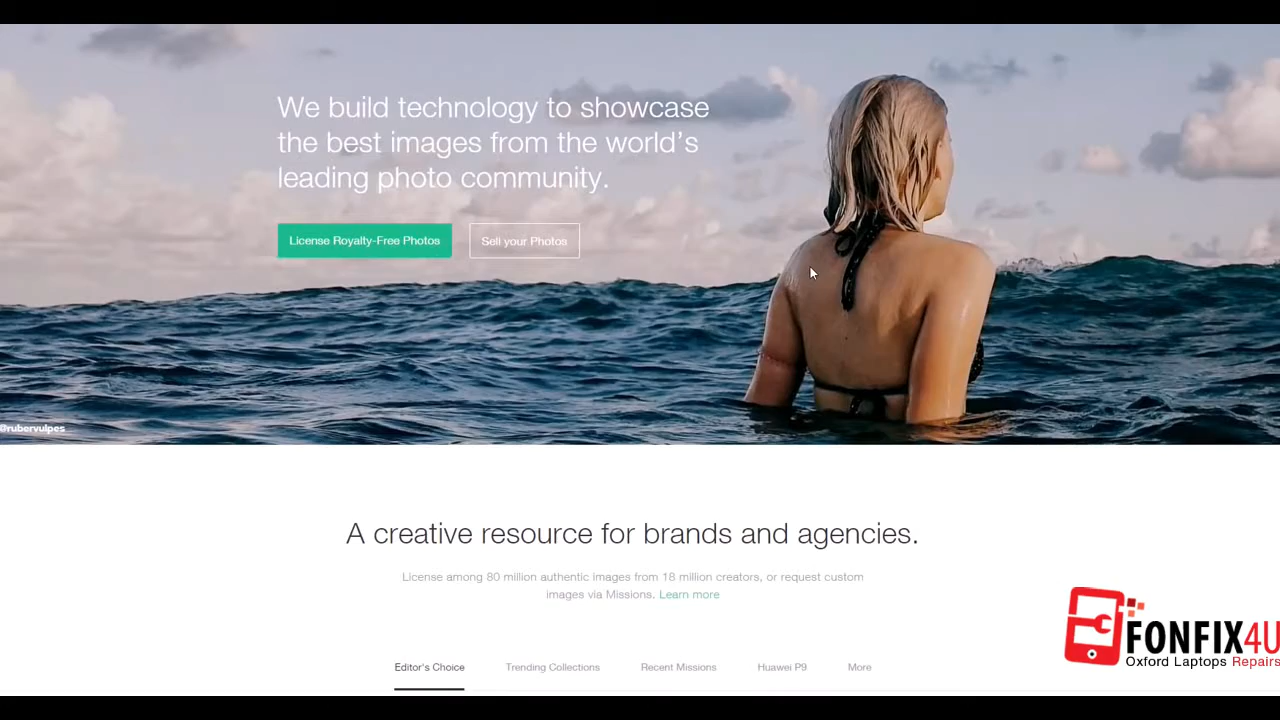 We build technology to showcase
the best images from the world's
leading photo community.
License Royalty-Free Photos
Sell your Photos
@rubervulpes
A creative resource for brands and agencies.
License among 80 million authentic images from 18 million creators, or request custom
images via Missions. Learn more
Editor's Choice
Trending Collections
Recent Missions
Huawei P9
More
FONFIX4U
Oxford Laptops Repairs